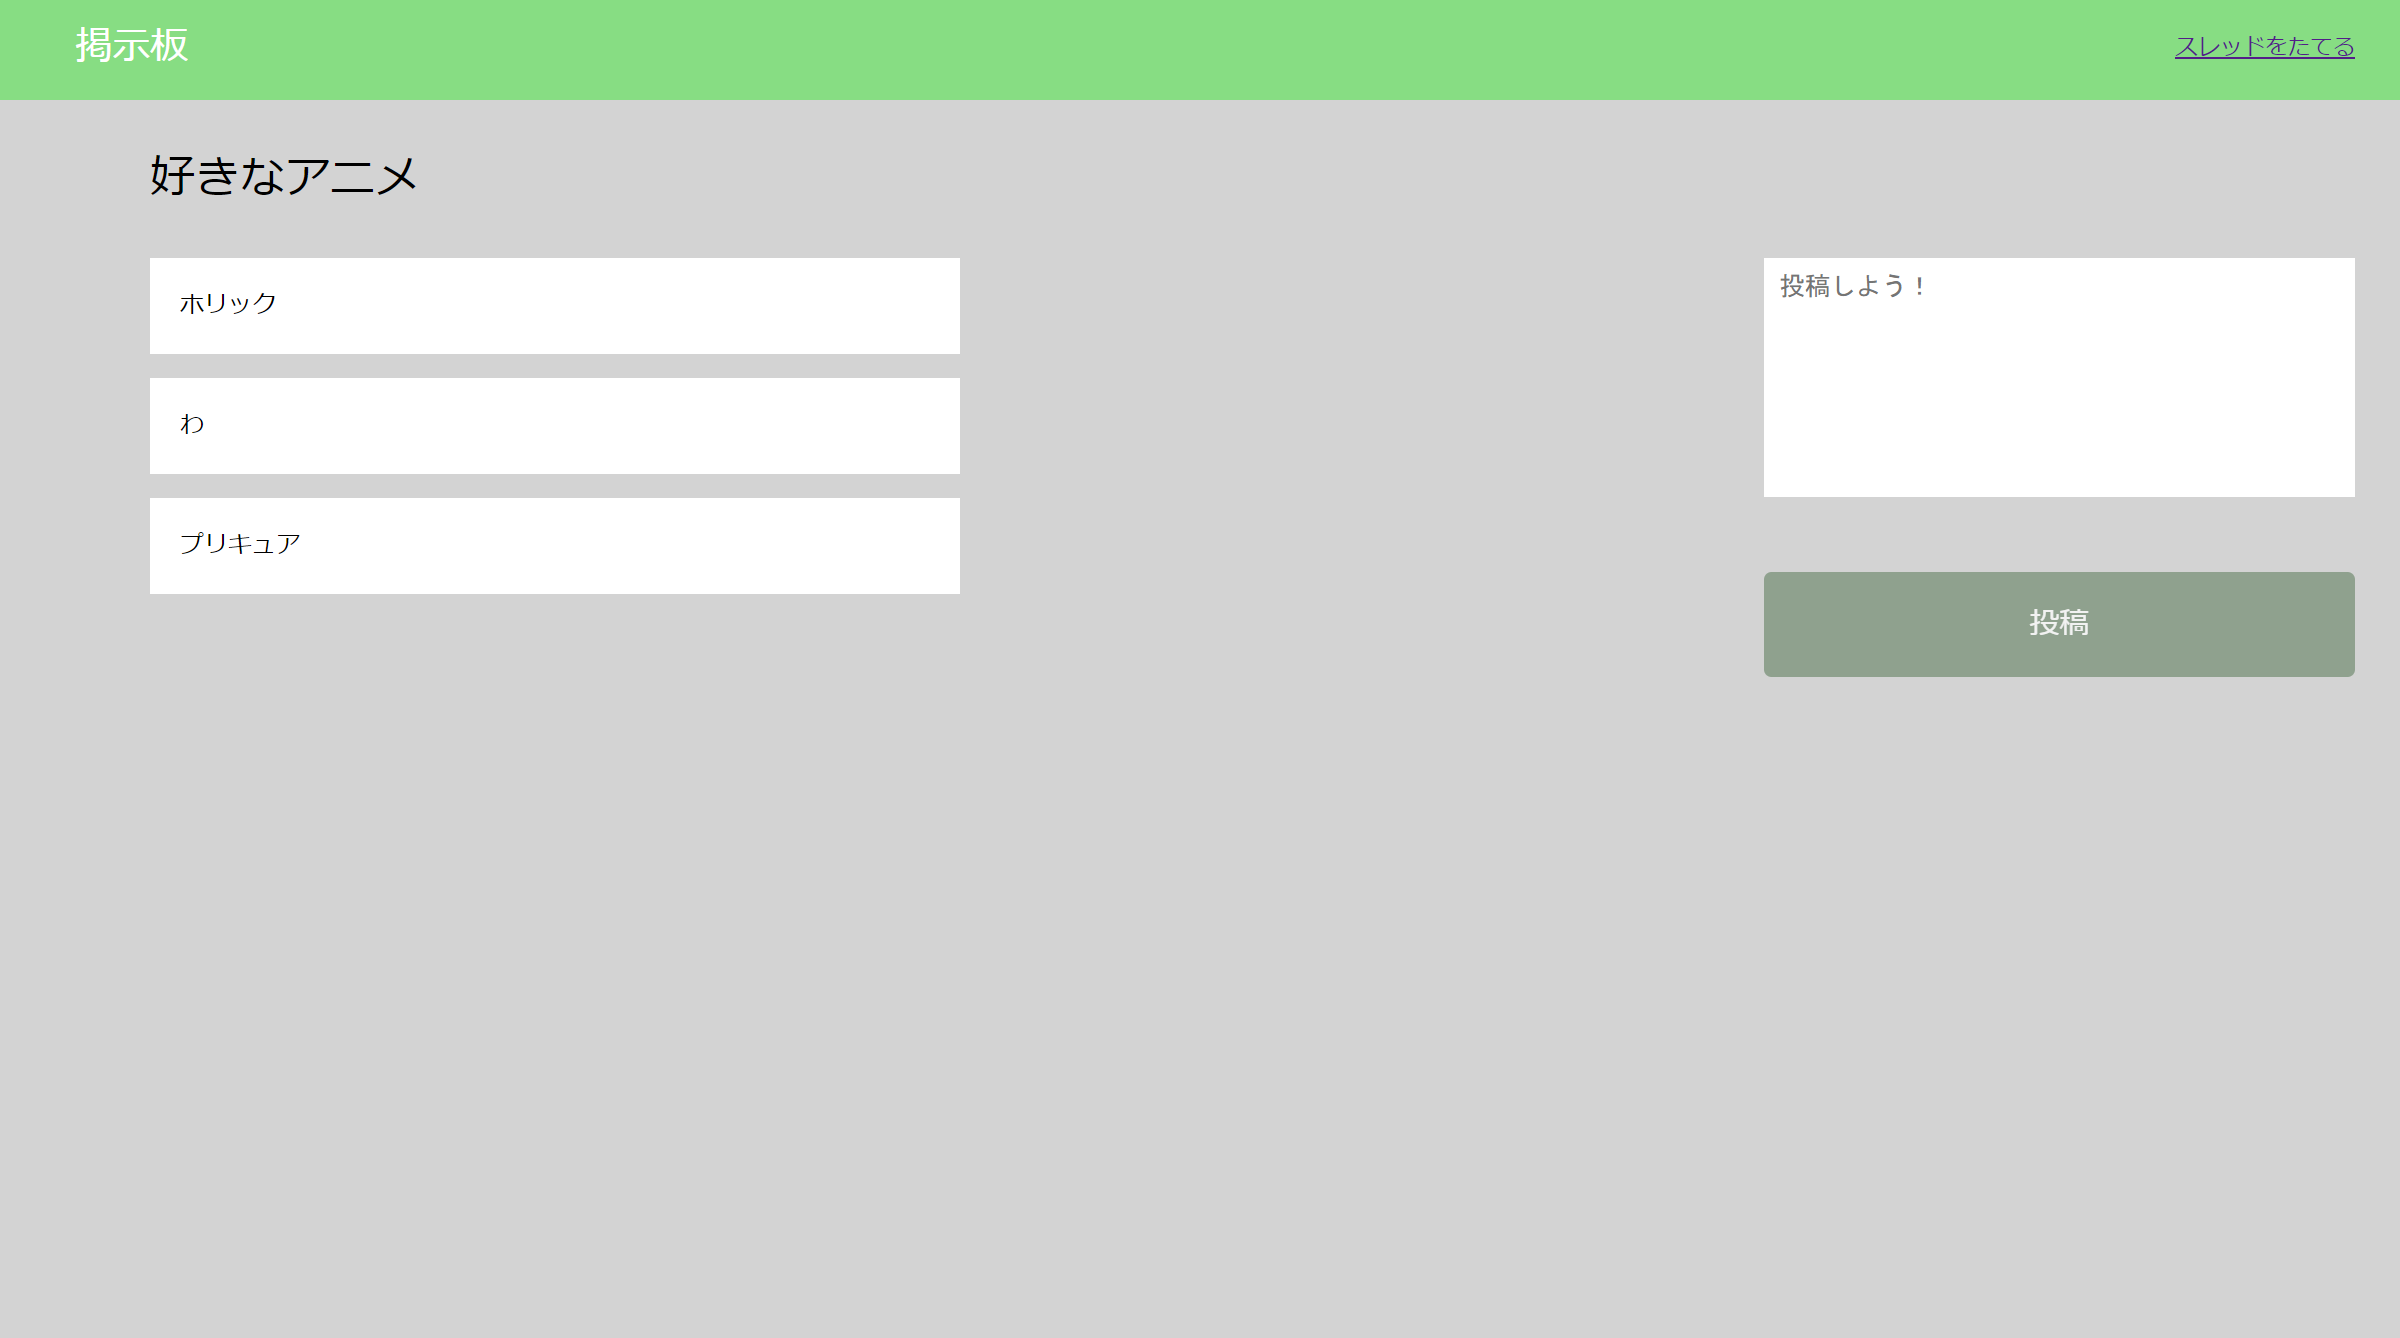 掲示板
スレッドをたてる
好きなアニメ
ホリック
わ
プリキュア
投稿しよう！
投稿